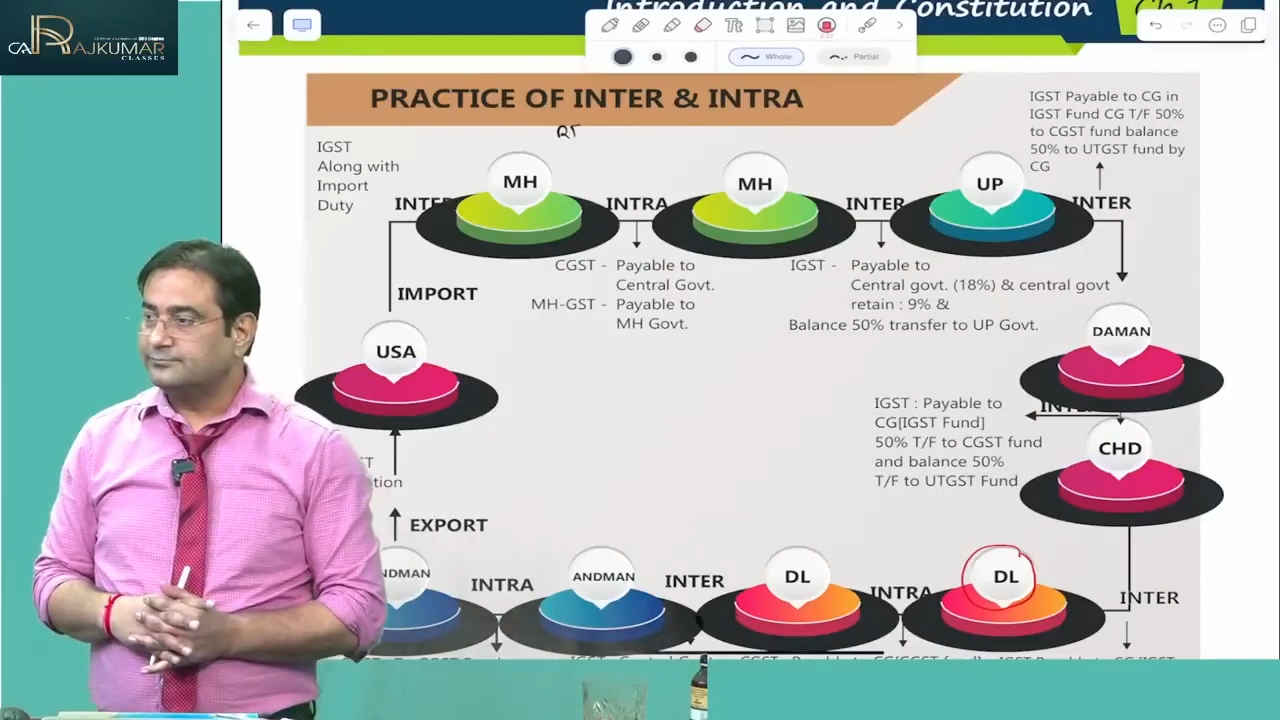 Introduction and Constitution
Ch 1
CA RAJKUMAR
CLASSES
Tt
Whole
Partial
PRACTICE OF INTER & INTRA
IGST Payable to CG in
IGST Fund CG T/F 50%
to CGST fund balance
50% to UTGST fund by
CG
IGST
Along with
Import
Duty
MH
MH
UP
INTRA
INTER
INTER
CGST - Payable to
Central Govt.
MH-GST - Payable to
MH Govt.
IGST - Payable to
Central govt. (18%) & central govt
retain : 9% &
Balance 50% transfer to UP Govt.
IMPORT
USA
DAMAN
IGST : Payable to
CG[IGST Fund]
50% T/F to CGST fund
and balance 50%
T/F to UTGST Fund
CHD
EXPORT
INTRA
ANDMAN
INTER
DL
INTRA
DL
INTER